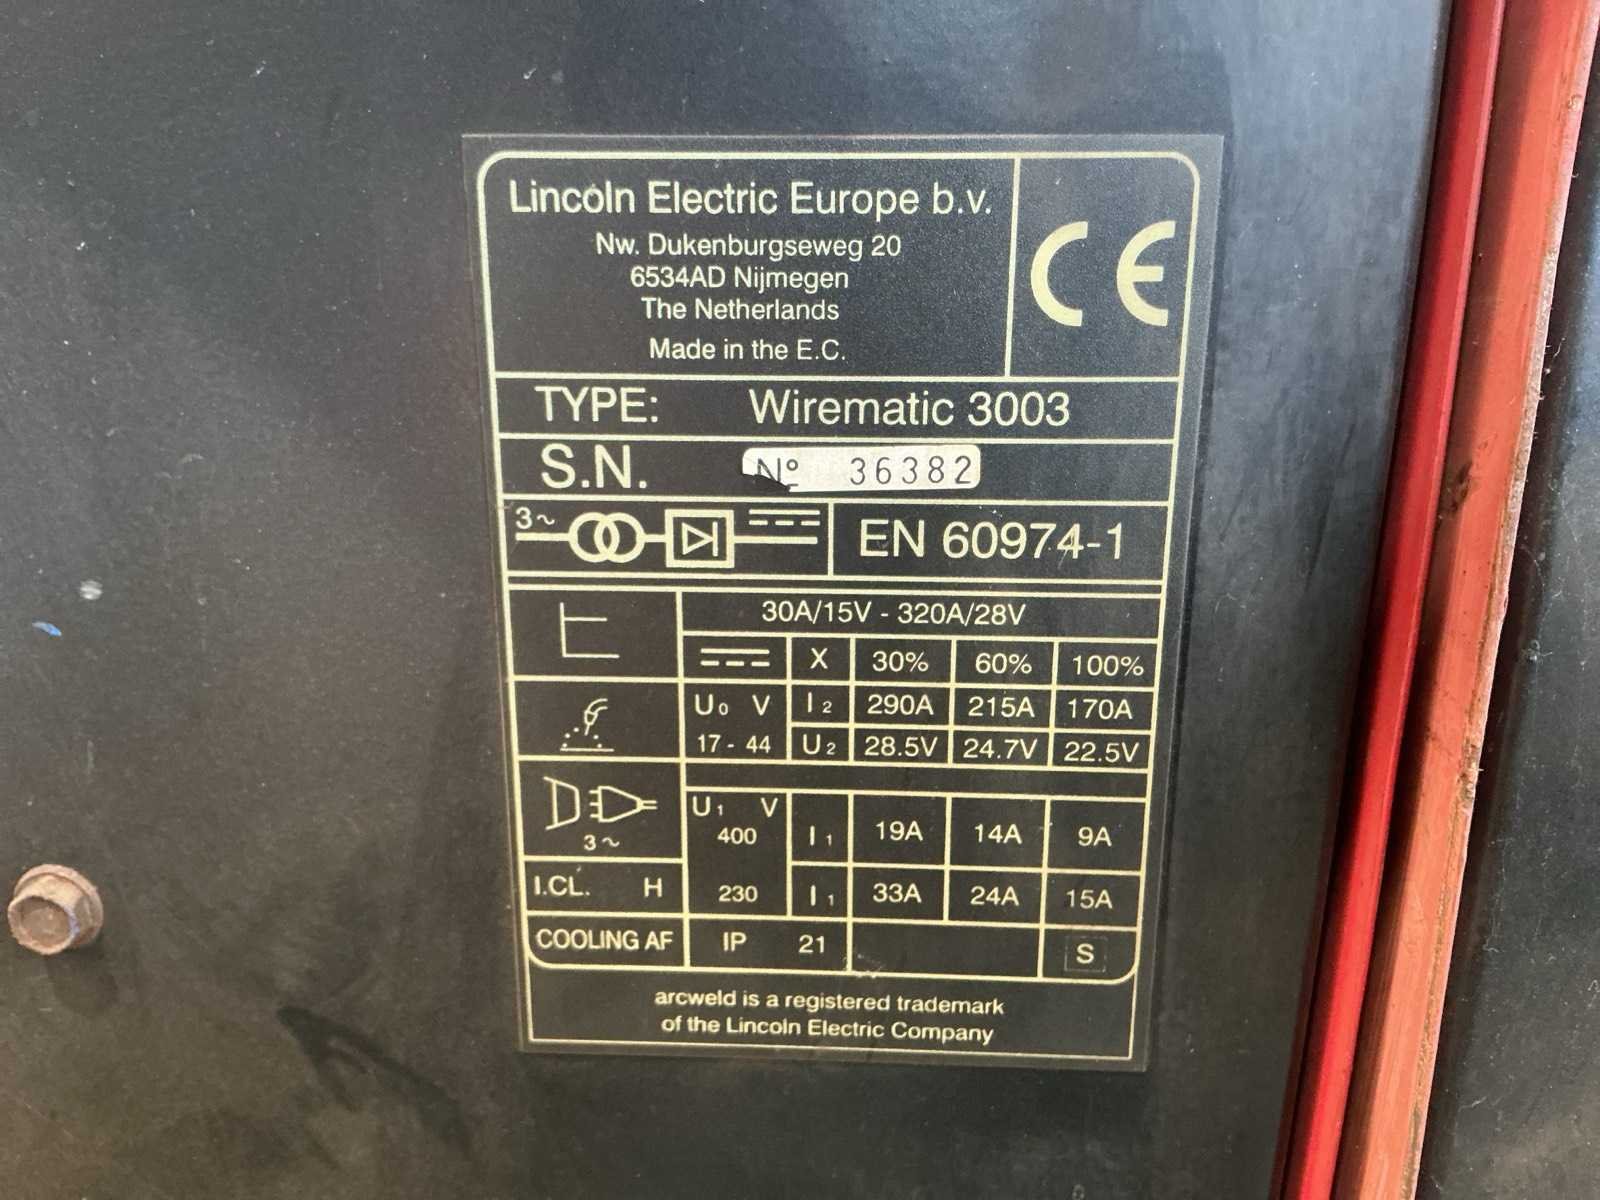 Lincoln Electric Europe b.v.
Nw. Dukenburgseweg 20
6534AD Nijmegen
The Netherlands
Made in the E.C.
CE
TYPE: Wirematic 3003
S.N. Nº 36382
3~ EN 60974-1
30A/15V - 320A/28V
X 30% 60% 100%
U0 V I2 290A 215A 170A
17 - 44 U2 28.5V 24.7V 22.5V
U1 V
3~ 400 I1 19A 14A 9A
I.CL. H 230 I1 33A 24A 15A
COOLING AF IP 21 S
arcweld is a registered trademark
of the Lincoln Electric Company